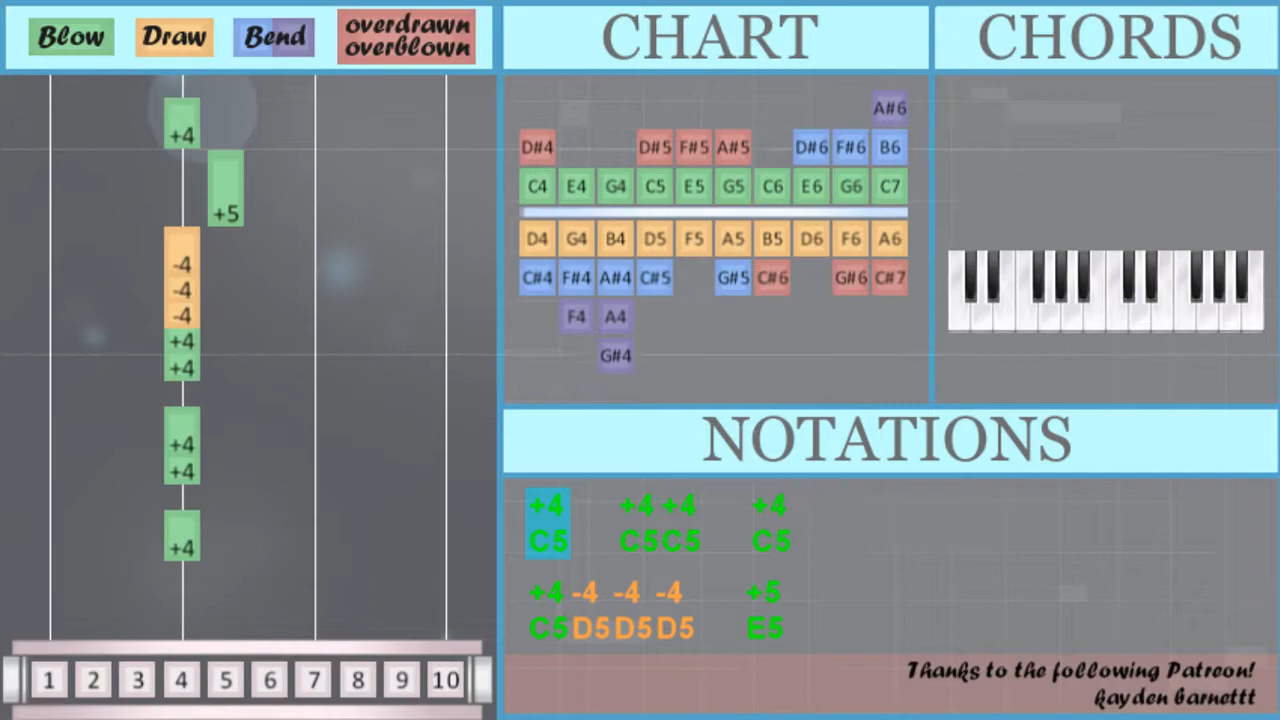 Blow Draw Bend overdrawn
overblown
+4
+5
-4
-4
-4
+4
+4
+4
+4
+4
1 2 3 4 5 6 7 8 9 10
CHART
A#6
D#4 D#5 F#5 A#5 D#6 F#6 B6
C4 E4 G4 C5 E5 G5 C6 E6 G6 C7
D4 G4 B4 D5 F5 A5 B5 D6 F6 A6
C#4 F#4 A#4 C#5 G#5 C#6 G#6 C#7
F4 A4
G#4
CHORDS
NOTATIONS
+4 +4 +4 +4
C5 C5 C5 C5
+4 -4 -4 -4 +5
C5 D5 D5 D5 E5
Thanks to the following Patreon!
kayden barnettt